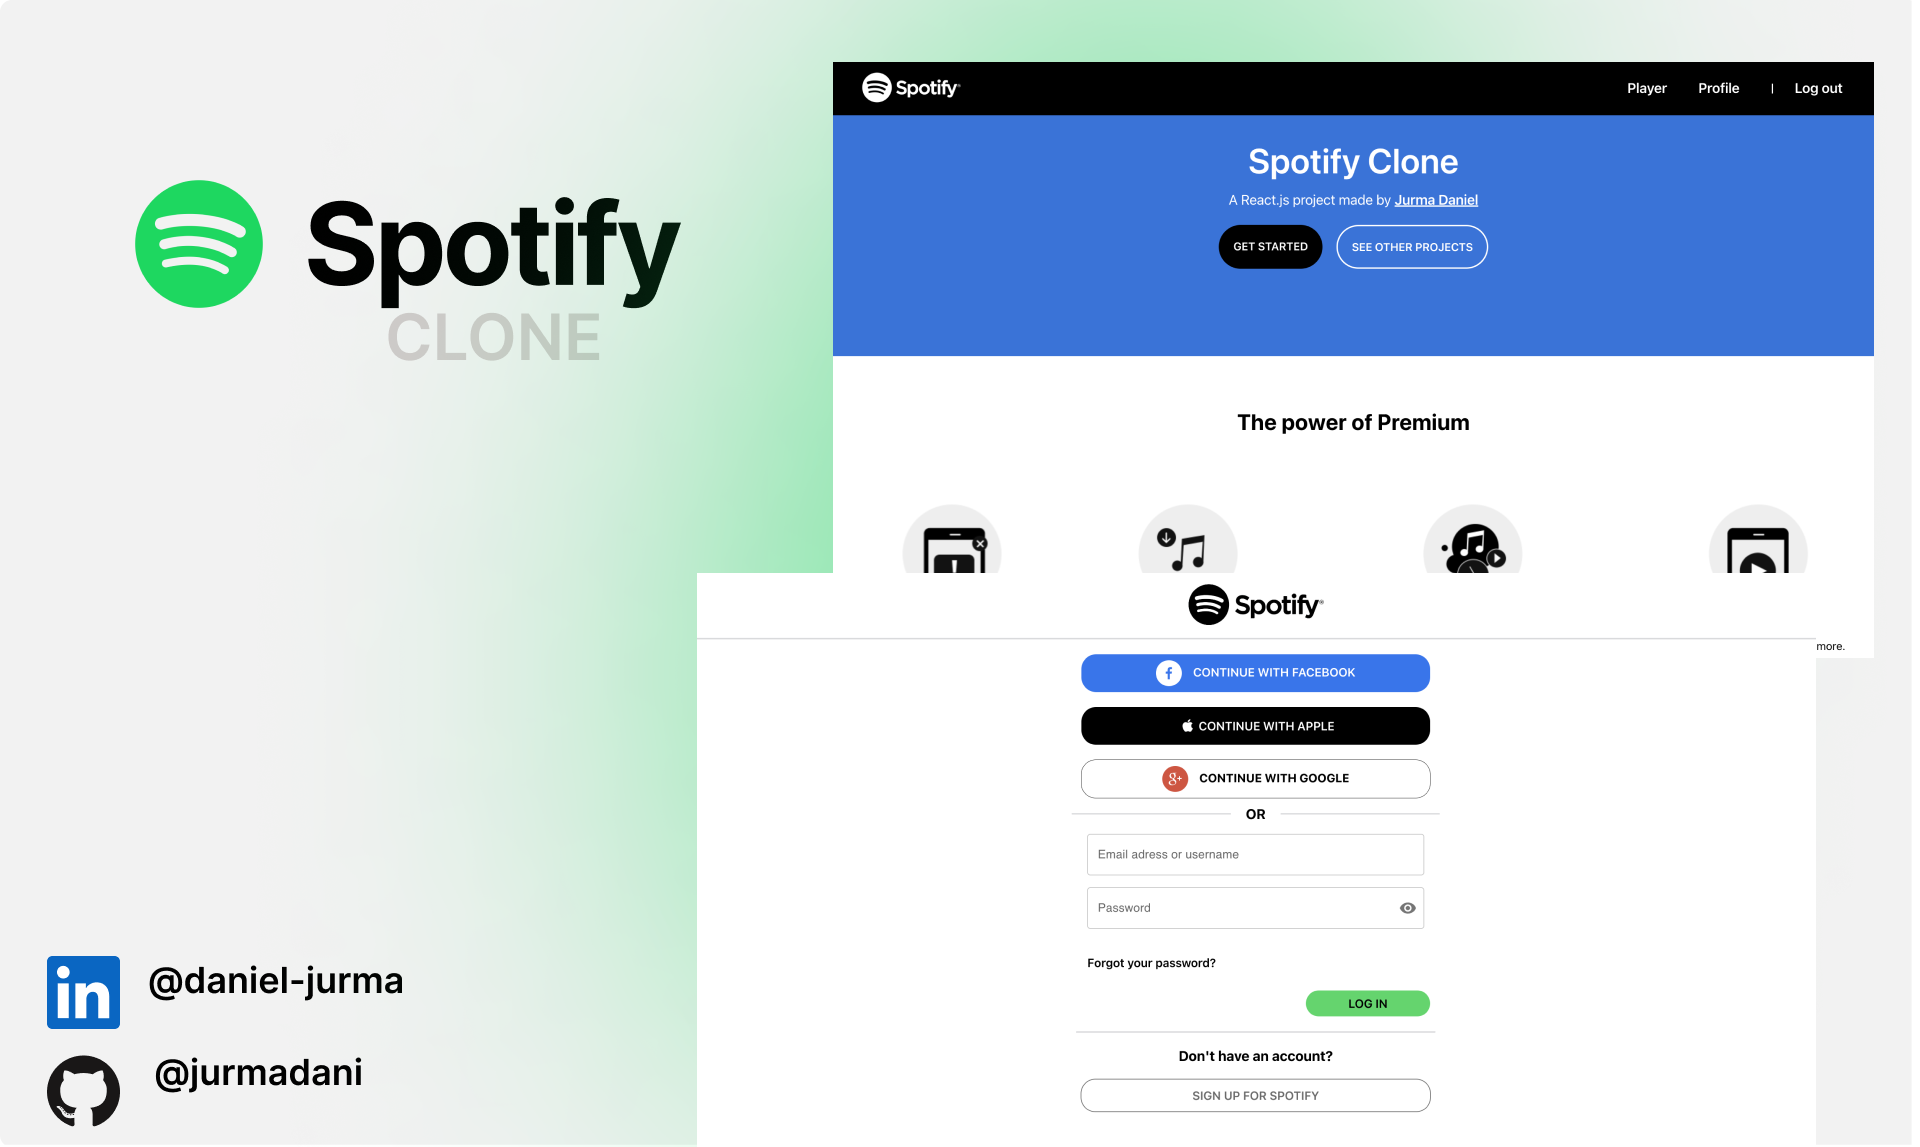 Spotify
CLONE
Spotify
Player Profile | Log out
Spotify Clone
A React.js project made by Jurma Daniel
GET STARTED SEE OTHER PROJECTS
The power of Premium
more.
Spotify
CONTINUE WITH FACEBOOK
CONTINUE WITH APPLE
CONTINUE WITH GOOGLE
OR
Email adress or username
Password
Forgot your password?
LOG IN
Don't have an account?
SIGN UP FOR SPOTIFY
in @daniel-jurma
@jurmadani